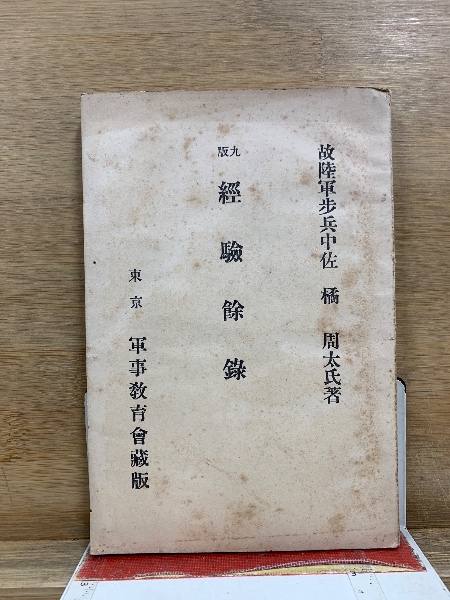 故陸軍步兵中佐 橘 周太氏著
九版
經驗餘錄
東京
軍事敎育會藏版